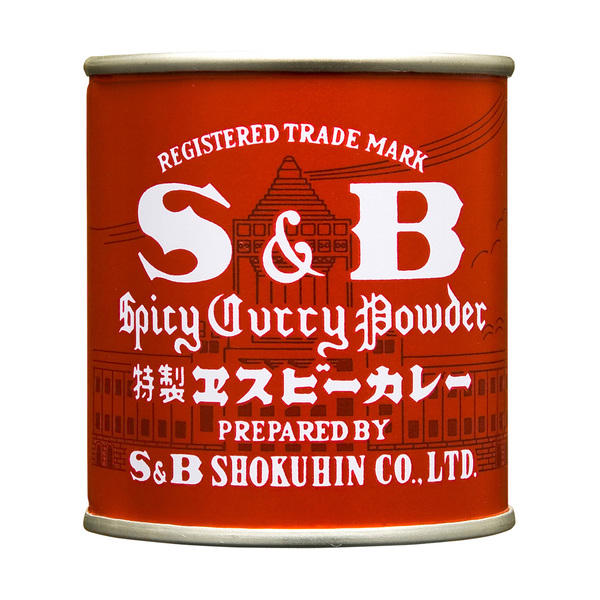 REGISTERED TRADE MARK
S & B
Spicy Curry Powder
特製 ヱスビーカレー
PREPARED BY
S&B SHOKUHIN CO., LTD.